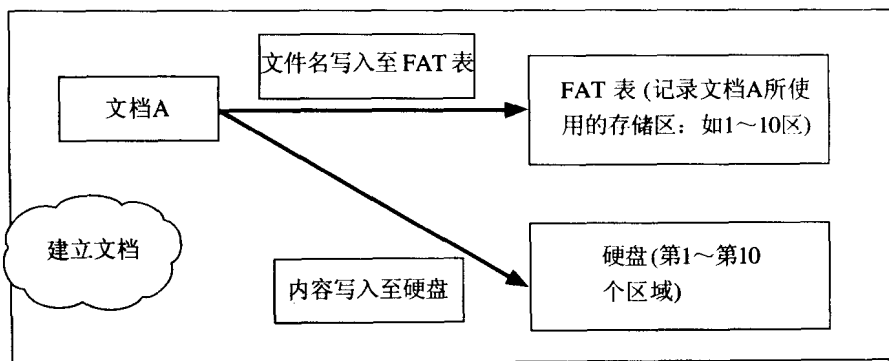 文件名写入至FAT表
文档A
FAT 表 (记录文档A所使
用的存储区：如1～10区)
建立文档
内容写入至硬盘
硬盘(第1～第10
个区域)